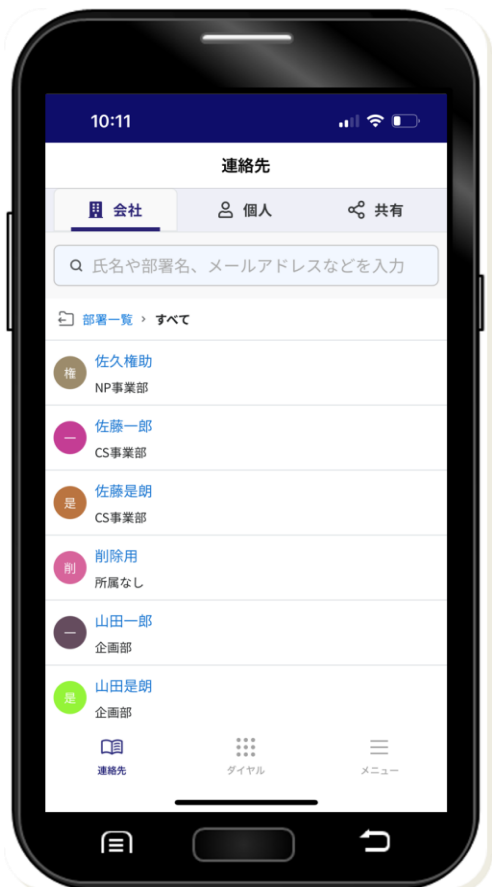 10:11
連絡先
会社 個人 共有
氏名や部署名、メールアドレスなどを入力
部署一覧 › すべて
権
佐久権助
NP事業部
一
佐藤一郎
CS事業部
是
佐藤是朗
CS事業部
削
削除用
所属なし
一
山田一郎
企画部
是
山田是朗
企画部
連絡先 ダイヤル メニュー